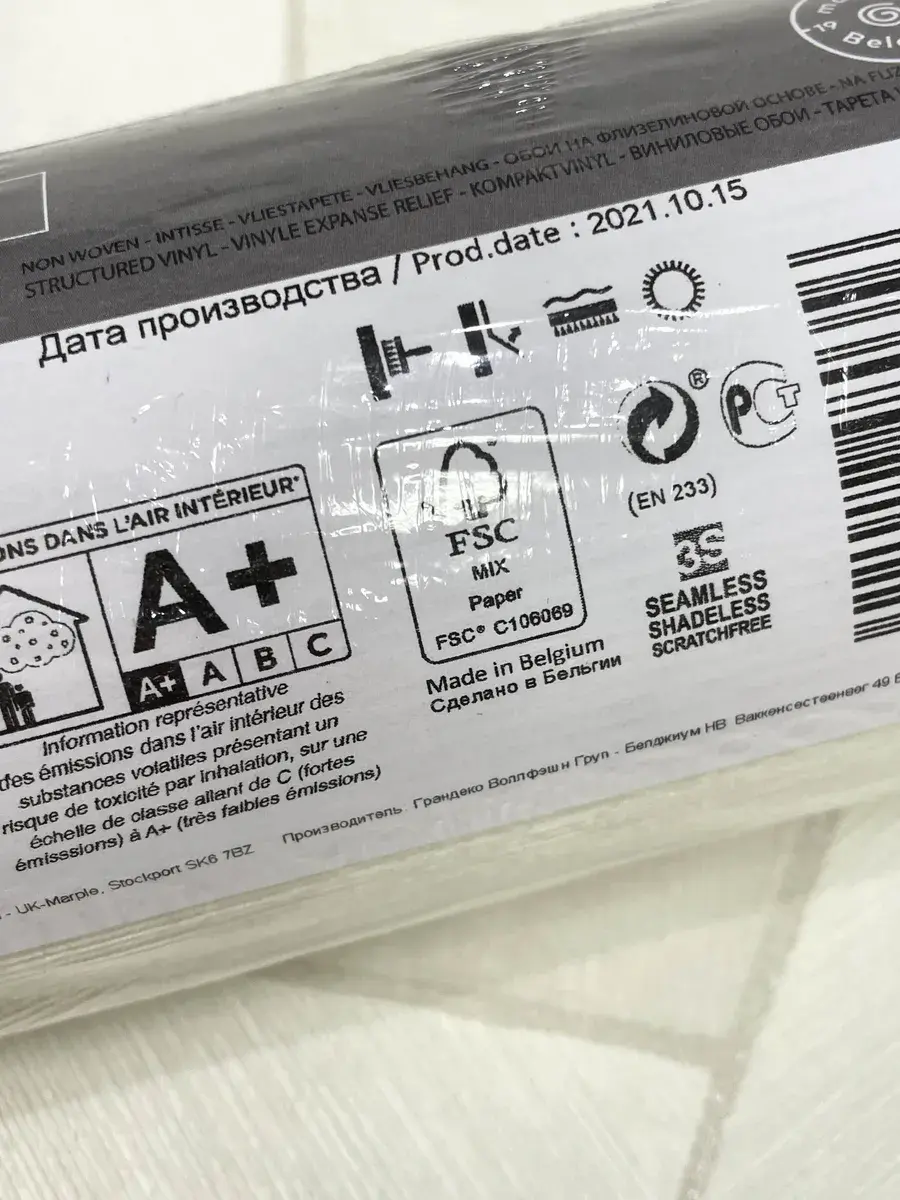 Belg
NON WOVEN - INTISSE - VLIESTAPETE - VLIESBEHANG - ОБОИ НА ФЛИЗЕЛИНОВОЙ ОСНОВЕ - NA FLIZ
STRUCTURED VINYL - VINYLE EXPANSE RELIEF - KOMPAKTVINYL - ВИНИЛОВЫЕ ОБОИ - TAPETA
Дата производства / Prod.date : 2021.10.15
®
PCT
(EN 233)
ONS DANS L'AIR INTÉRIEUR*
A+
A+ A B C
FSC
MIX
Paper
FSC® C106069
Made in Belgium
Сделано в Бельгии
3S
SEAMLESS
SHADELESS
SCRATCHFREE
Information représentative
des émissions dans l'air intérieur des
substances volatiles présentant un
risque de toxicité par inhalation, sur une
échelle de classe allant de C (fortes
émisssions) à A+ (très faibles émissions)
- UK-Marple, Stockport SK6 7BZ Производитель: Грандеко Воллфэшн Груп - Белджиум НВ 49